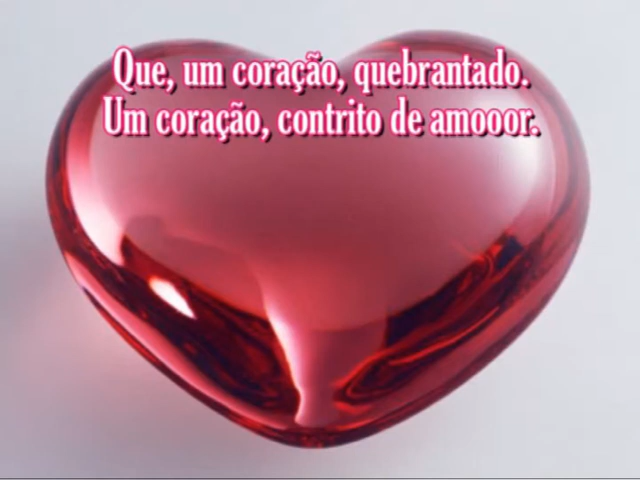 Que, um coração, quebrantado.
Um coração, contrito de amooor.